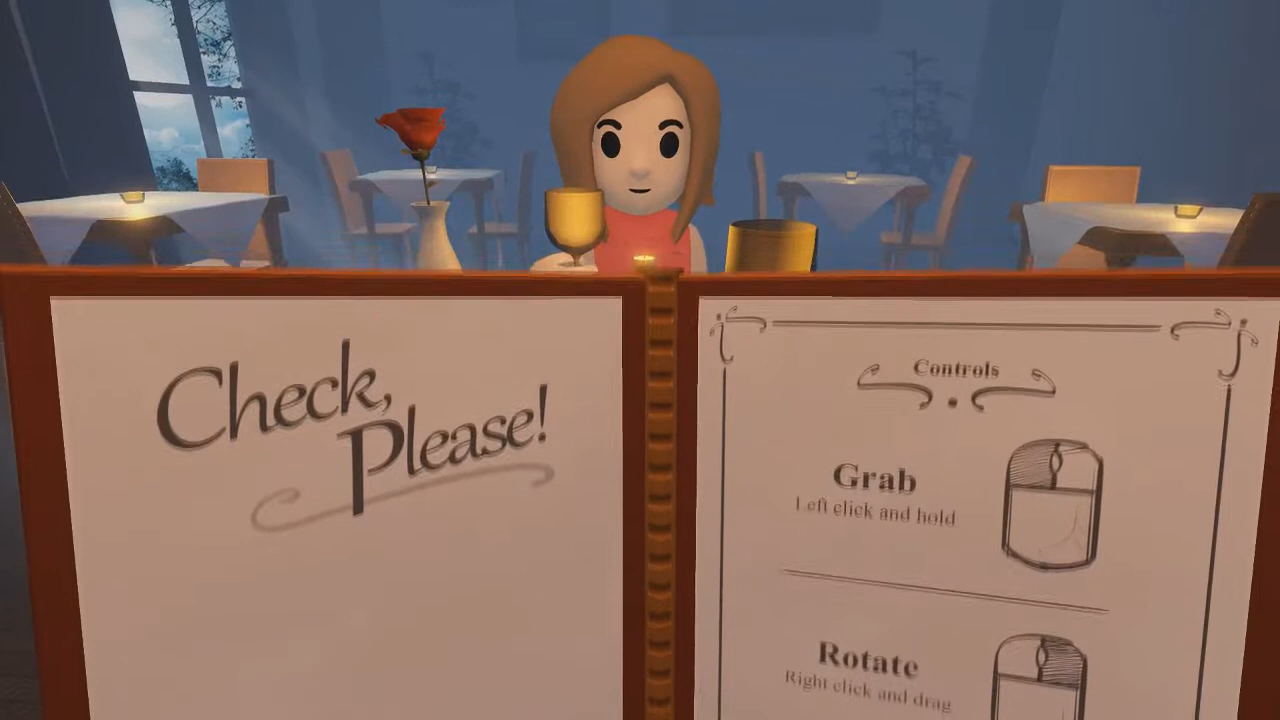 Check,
Please!
Controls
Grab
Left click and hold
Rotate
Right click and drag